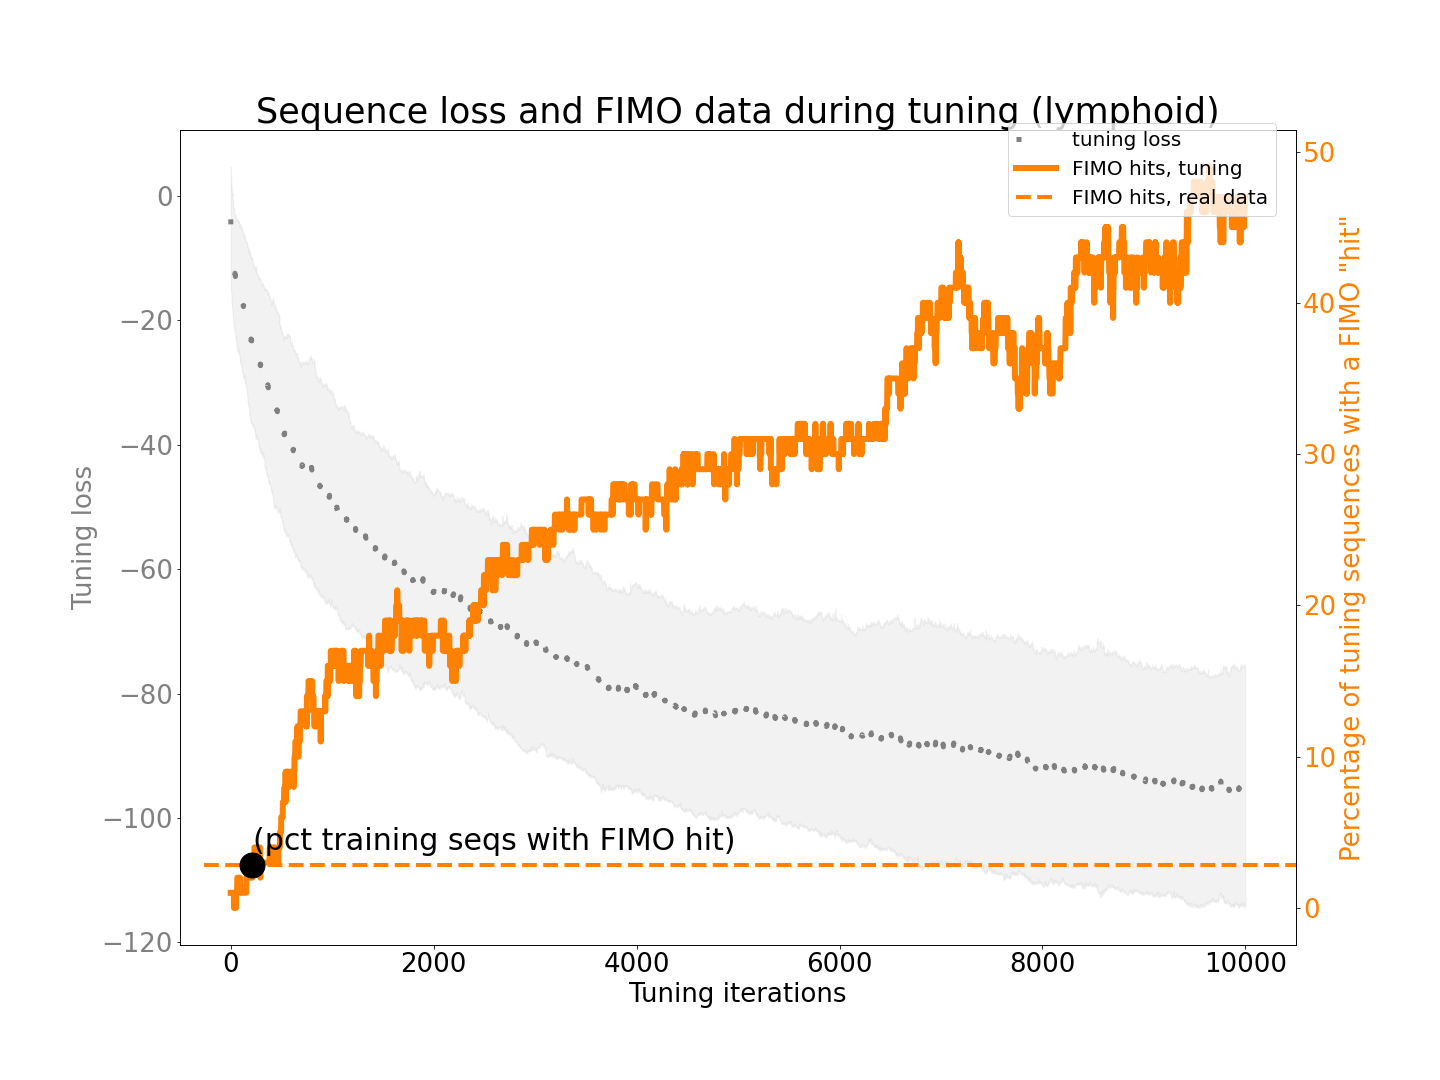 Sequence loss and FIMO data during tuning (lymphoid)
tuning loss
FIMO hits, tuning
FIMO hits, real data
0
−20
−40
−60
−80
−100
−120
Tuning loss
50
40
30
20
10
0
Percentage of tuning sequences with a FIMO "hit"
(pct training seqs with FIMO hit)
0 2000 4000 6000 8000 10000
Tuning iterations